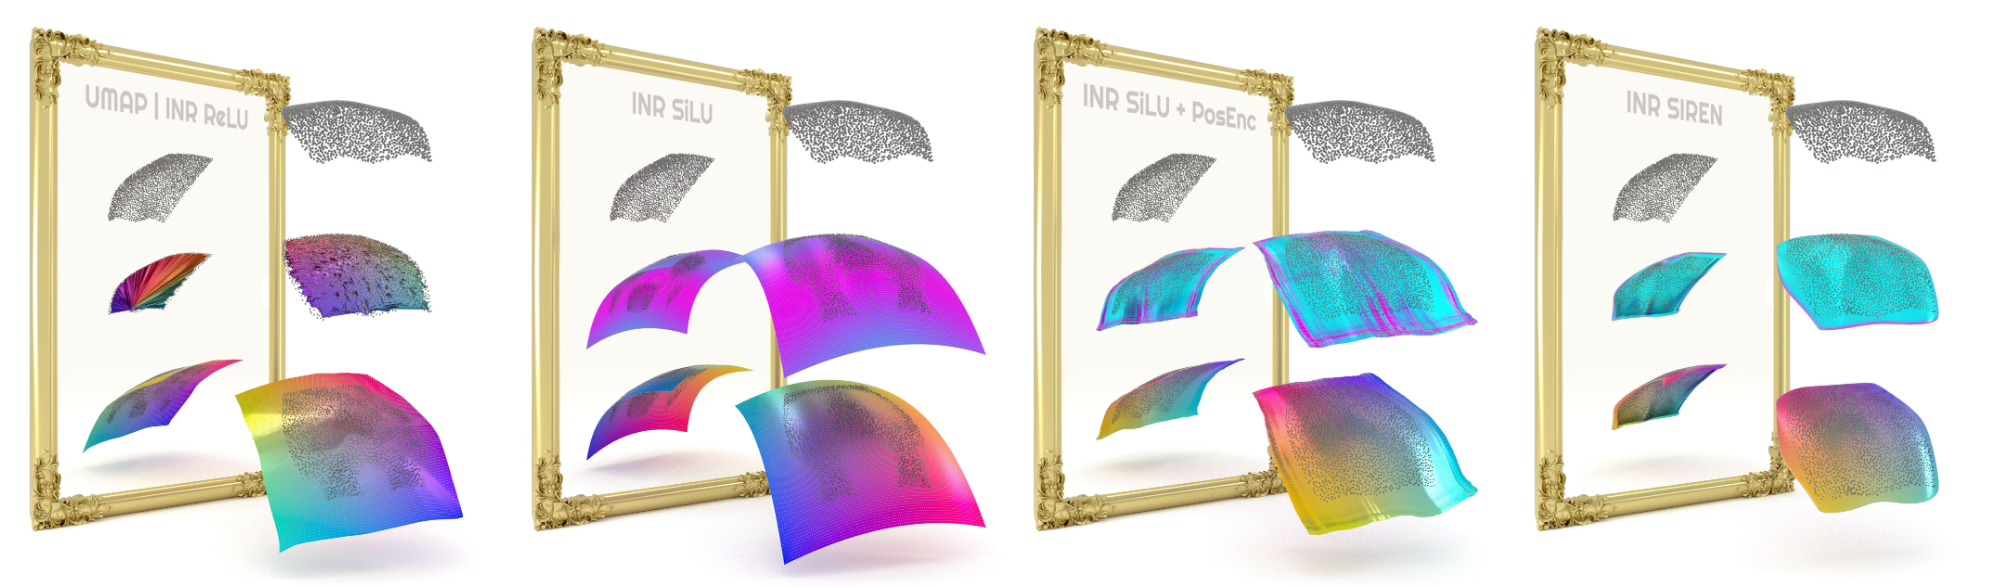 UMAP | INR ReLU
INR SiLU
INR SiLU + PosEnc
INR SIREN